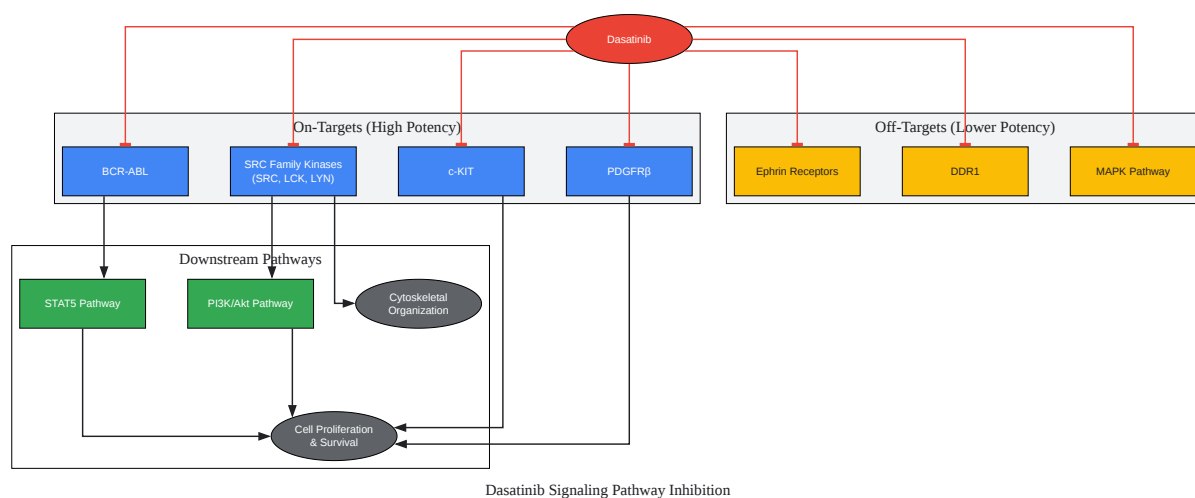 Dasatinib
On-Targets (High Potency)
Off-Targets (Lower Potency)
BCR-ABL
SRC Family Kinases
(SRC, LCK, LYN)
c-KIT
PDGFRβ
Ephrin Receptors
DDR1
MAPK Pathway
Downstream Pathways
STAT5 Pathway
PI3K/Akt Pathway
Cytoskeletal
Organization
Cell Proliferation
& Survival
Dasatinib Signaling Pathway Inhibition